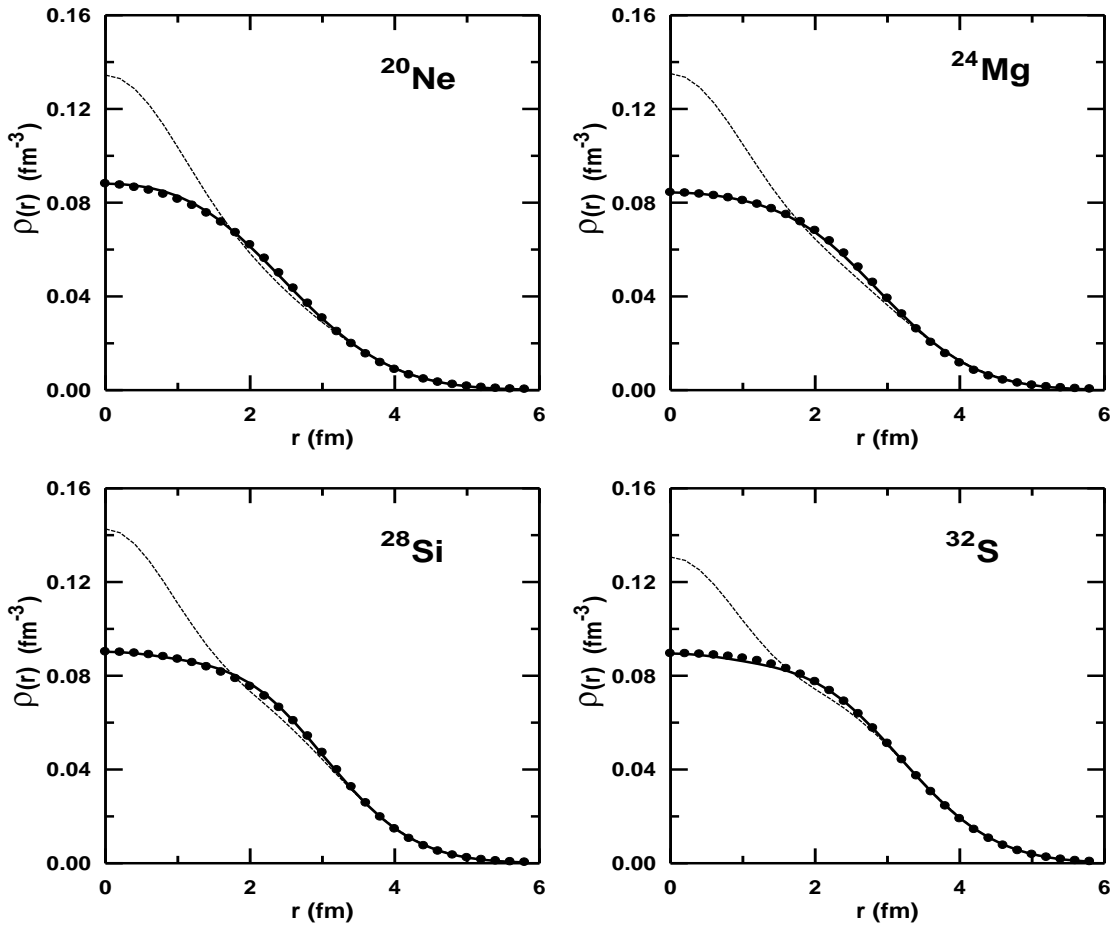 0.16
0.12
0.08
0.04
0.00
ρ(r) (fm⁻³)
²⁰Ne
0 2 4 6
r (fm)
0.16
0.12
0.08
0.04
0.00
ρ(r) (fm⁻³)
²⁴Mg
0 2 4 6
r (fm)
0.16
0.12
0.08
0.04
0.00
ρ(r) (fm⁻³)
²⁸Si
0 2 4 6
r (fm)
0.16
0.12
0.08
0.04
0.00
ρ(r) (fm⁻³)
³²S
0 2 4 6
r (fm)